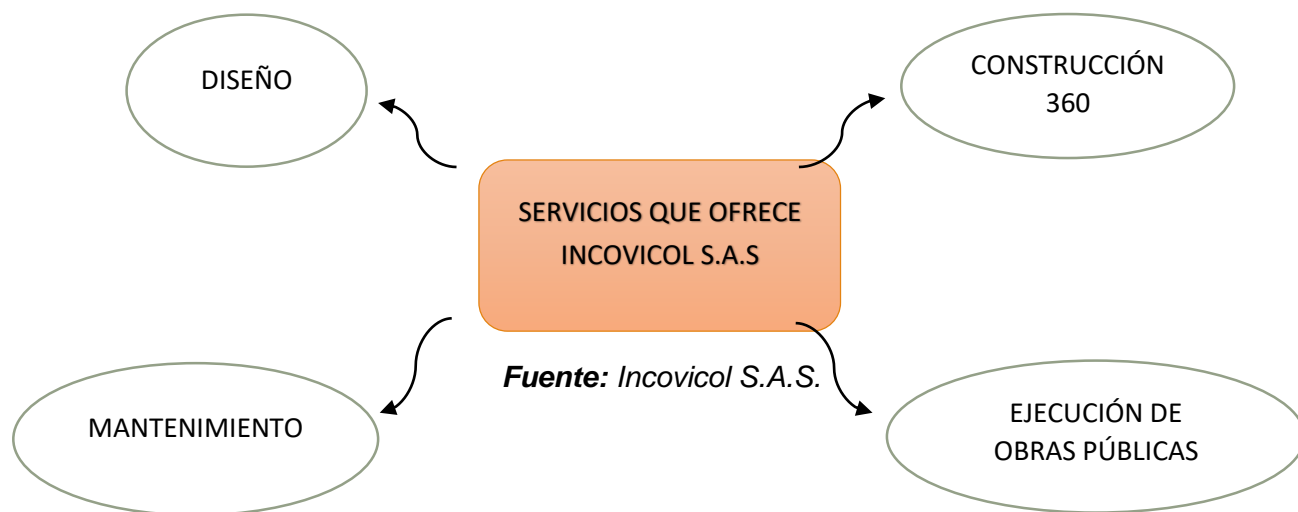 DISEÑO
CONSTRUCCIÓN
360
SERVICIOS QUE OFRECE
INCOVICOL S.A.S
Fuente: Incovicol S.A.S.
MANTENIMIENTO
EJECUCIÓN DE
OBRAS PÚBLICAS